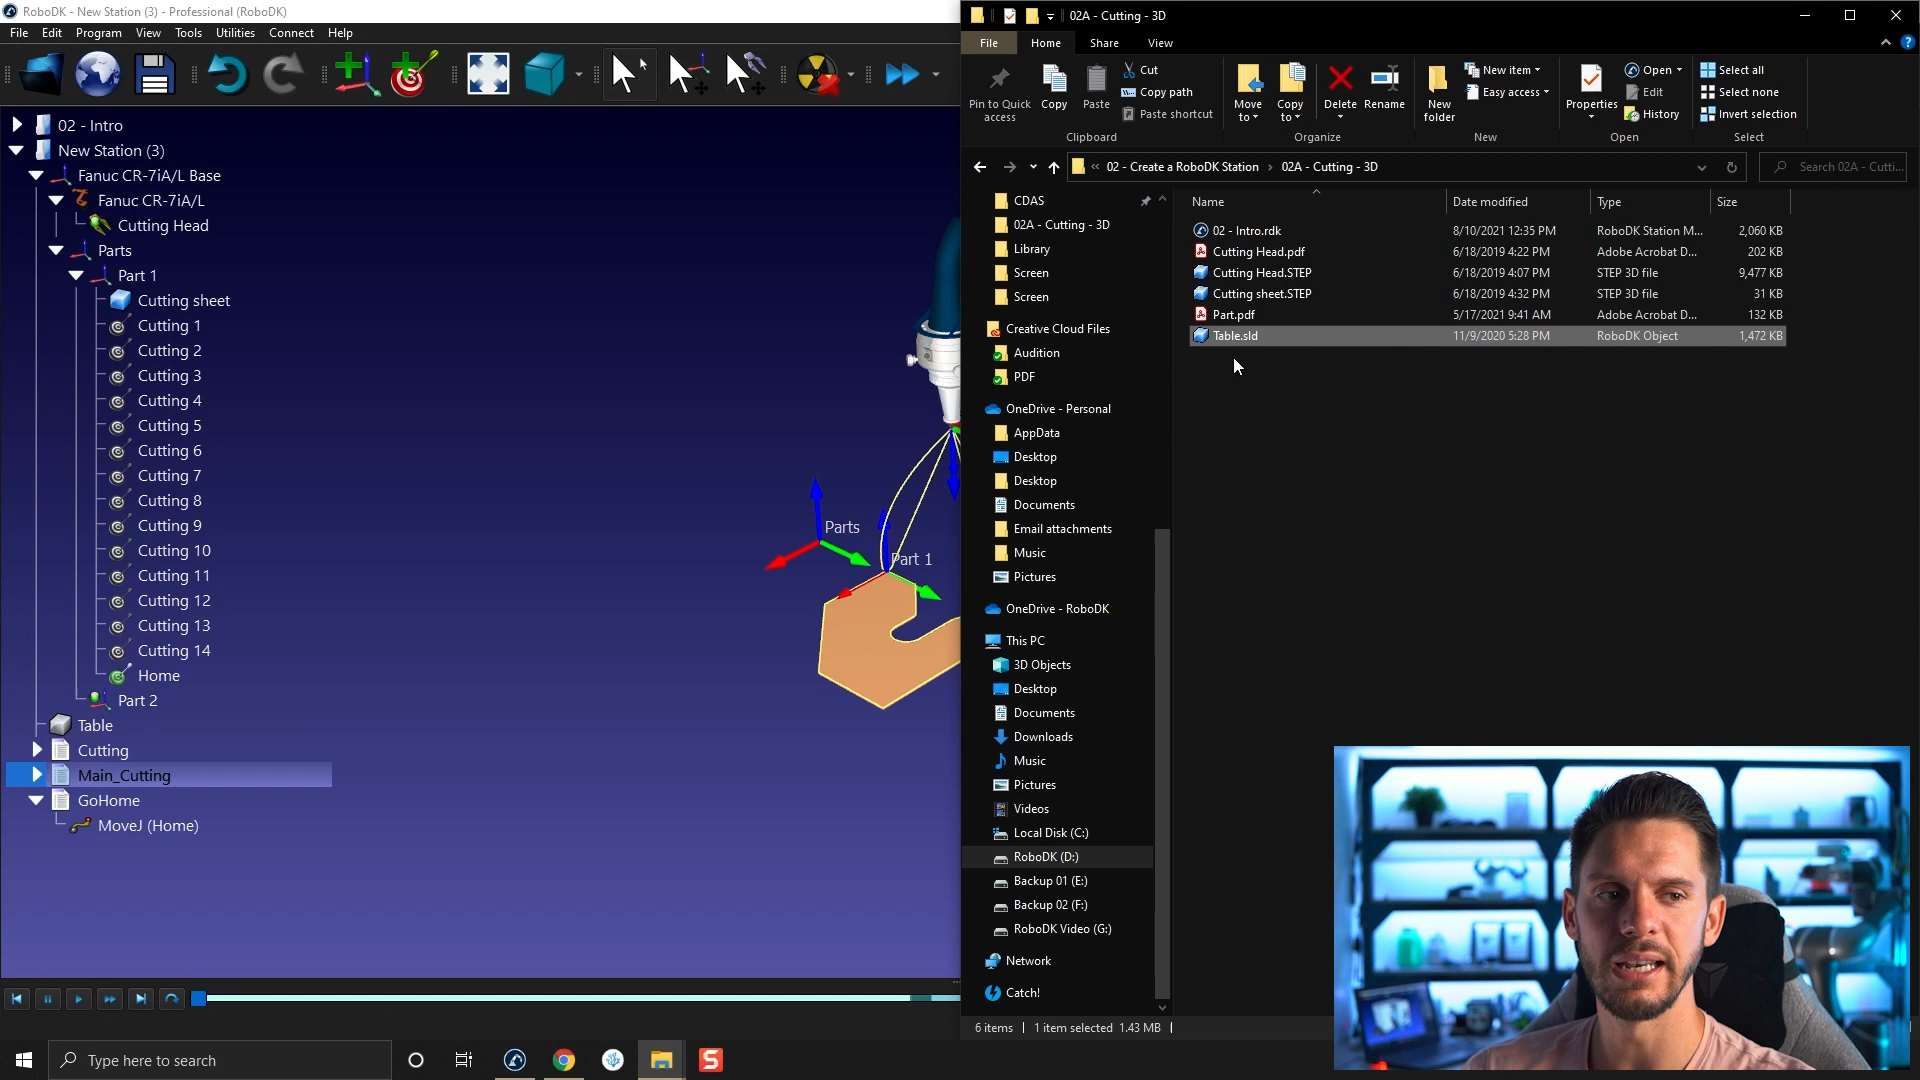 RoboDK - New Station (3) - Professional (RoboDK)
File Edit Program View Tools Utilities Connect Help
02 - Intro
New Station (3)
Fanuc CR-7iA/L Base
Fanuc CR-7iA/L
Cutting Head
Parts
Part 1
Cutting sheet
Cutting 1
Cutting 2
Cutting 3
Cutting 4
Cutting 5
Cutting 6
Cutting 7
Cutting 8
Cutting 9
Cutting 10
Cutting 11
Cutting 12
Cutting 13
Cutting 14
Home
Part 2
Table
Cutting
Main_Cutting
GoHome
MoveJ (Home)
Parts
Part 1
02A - Cutting - 3D
File Home Share View
Pin to Quick access
Copy
Paste
Cut
Copy path
Paste shortcut
Clipboard
Move to
Copy to
Delete
Rename
Organize
New folder
New item
Easy access
New
Properties
Open
Edit
History
Open
Select all
Select none
Invert selection
Select
« 02 - Create a RoboDK Station › 02A - Cutting - 3D
Search 02A - Cutti...
CDAS
02A - Cutting - 3D
Library
Screen
Screen
Creative Cloud Files
Audition
PDF
OneDrive - Personal
AppData
Desktop
Desktop
Documents
Email attachments
Music
Pictures
OneDrive - RoboDK
This PC
3D Objects
Desktop
Documents
Downloads
Music
Pictures
Videos
Local Disk (C:)
RoboDK (D:)
Backup 01 (E:)
Backup 02 (F:)
RoboDK Video (G:)
Network
Catch!
Name Date modified Type Size
02 - Intro.rdk 8/10/2021 12:35 PM RoboDK Station M... 2,060 KB
Cutting Head.pdf 6/18/2019 4:22 PM Adobe Acrobat D... 202 KB
Cutting Head.STEP 6/18/2019 4:07 PM STEP 3D file 9,477 KB
Cutting sheet.STEP 6/18/2019 4:32 PM STEP 3D file 31 KB
Part.pdf 5/17/2021 9:41 AM Adobe Acrobat D... 132 KB
Table.sld 11/9/2020 5:28 PM RoboDK Object 1,472 KB
6 items 1 item selected 1.43 MB
Type here to search